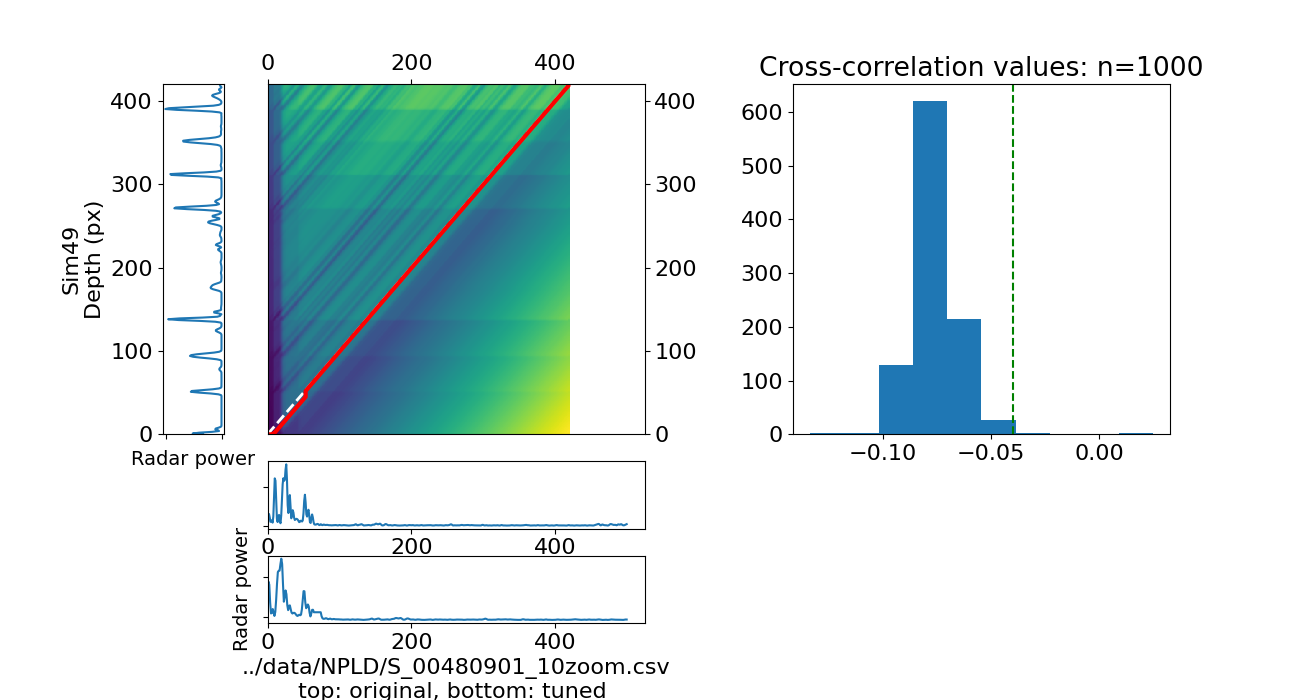 Cross-correlation values: n=1000
0 200 400
400
300
200
100
0
Sim49
Depth (px)
Radar power
400
300
200
100
0
600
500
400
300
200
100
0
−0.10 −0.05 0.00
0 200 400
Radar power
0 200 400
../data/NPLD/S_00480901_10zoom.csv
top: original, bottom: tuned